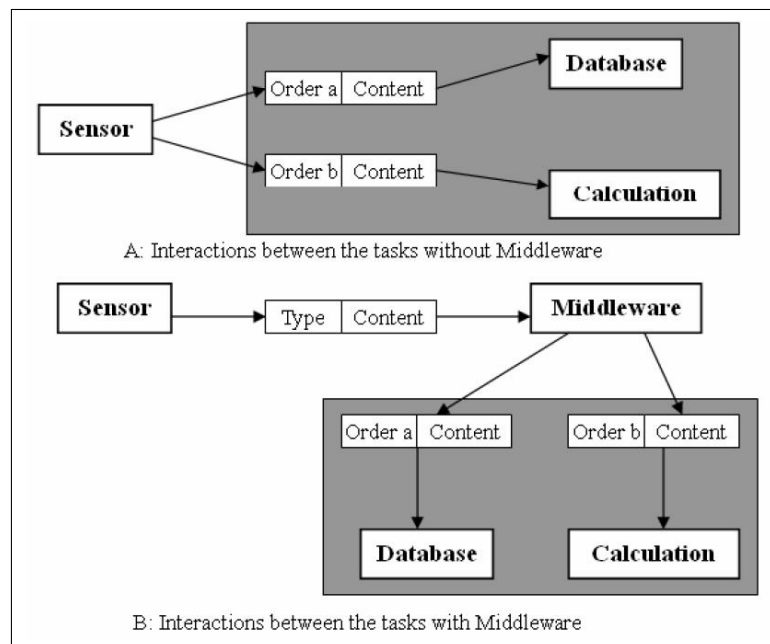 Database
Order a Content
Sensor
Order b Content
Calculation
A: Interactions between the tasks without Middleware
Sensor
Type Content
Middleware
Order a Content
Order b Content
Database
Calculation
B: Interactions between the tasks with Middleware